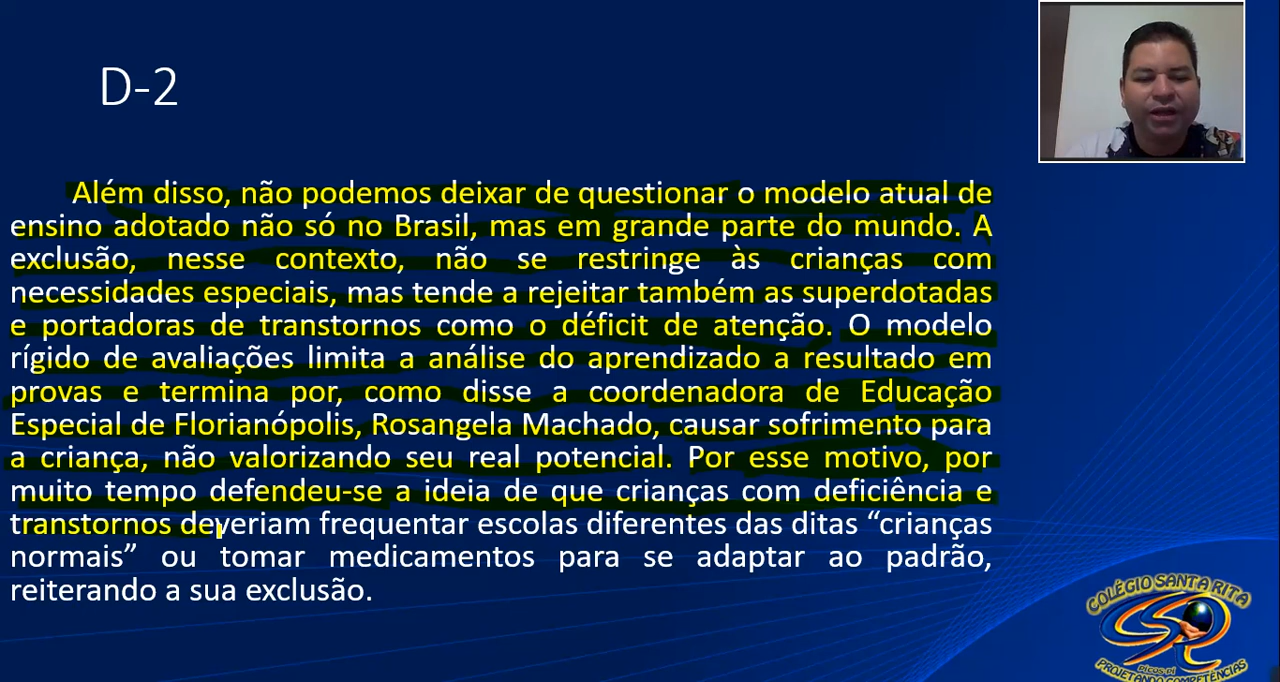 D-2
Além disso, não podemos deixar de questionar o modelo atual de
ensino adotado não só no Brasil, mas em grande parte do mundo. A
exclusão, nesse contexto, não se restringe às crianças com
necessidades especiais, mas tende a rejeitar também as superdotadas
e portadoras de transtornos como o déficit de atenção. O modelo
rígido de avaliações limita a análise do aprendizado a resultado em
provas e termina por, como disse a coordenadora de Educação
Especial de Florianópolis, Rosangela Machado, causar sofrimento para
a criança, não valorizando seu real potencial. Por esse motivo, por
muito tempo defendeu-se a ideia de que crianças com deficiência e
transtornos deveriam frequentar escolas diferentes das ditas “crianças
normais” ou tomar medicamentos para se adaptar ao padrão,
reiterando a sua exclusão.
COLÉGIO SANTA RITA
PICOS PI
PROJETANDO COMPETÊNCIAS